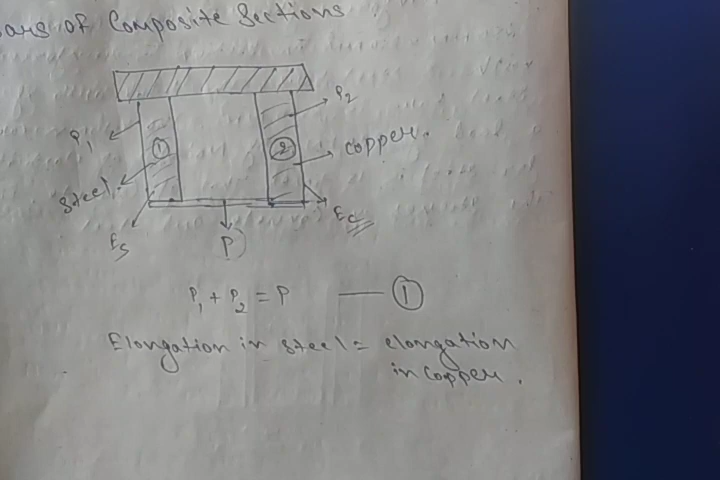 of Composite Sections
P2
P1
①
②
copper.
steel
Es
Ec
P
P1 + P2 = P — ①
Elongation in steel = elongation
in copper.